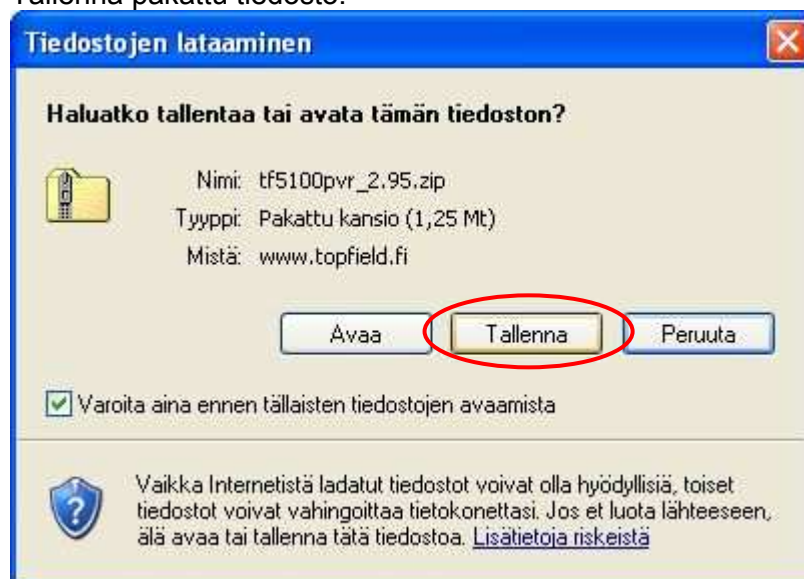 Tallenna pakattu tiedosto.
Tiedostojen lataaminen
Haluatko tallentaa tai avata tämän tiedoston?
Nimi: tf5100pvr_2.95.zip
Tyyppi: Pakattu kansio (1,25 Mt)
Mistä: www.topfield.fi
Avaa Tallenna Peruuta
Varoita aina ennen tällaisten tiedostojen avaamista
Vaikka Internetistä ladatut tiedostot voivat olla hyödyllisiä, toiset
tiedostot voivat vahingoittaa tietokonettasi. Jos et luota lähteeseen,
älä avaa tai tallenna tätä tiedostoa. Lisätietoja riskeistä